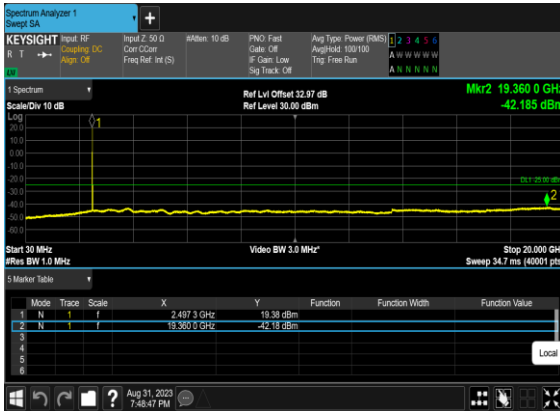 Spectrum Analyzer 1
Swept SA
+
KEYSIGHT
R T
Input: RF
Coupling: DC
Align: Off
Input Z: 50 Ω
Corr CCorr
Freq Ref: Int (S)
#Atten: 10 dB
PNO: Fast
Gate: Off
IF Gain: Low
Sig Track: Off
Avg Type: Power (RMS)
Avg|Hold: 100/100
Trig: Free Run
1 2 3 4 5 6
A W W W W W
A N N N N N
1 Spectrum
Scale/Div 10 dB
Ref Lvl Offset 32.97 dB
Ref Level 30.00 dBm
Mkr2 19.360 0 GHz
-42.185 dBm
Log
20.0
10.0
0.00
-10.0
-20.0
-30.0
-40.0
-50.0
-60.0
1
DL1 -25.00 dBm
2
Start 30 MHz
#Res BW 1.0 MHz
Video BW 3.0 MHz*
Stop 20.000 GHz
Sweep 34.7 ms (40001 pts)
5 Marker Table
Mode Trace Scale X Y Function Function Width Function Value
1 N 1 f 2.497 3 GHz 19.38 dBm
2 N 1 f 19.360 0 GHz -42.18 dBm
3
4
5
6
Local
?
Aug 31, 2023
7:48:47 PM